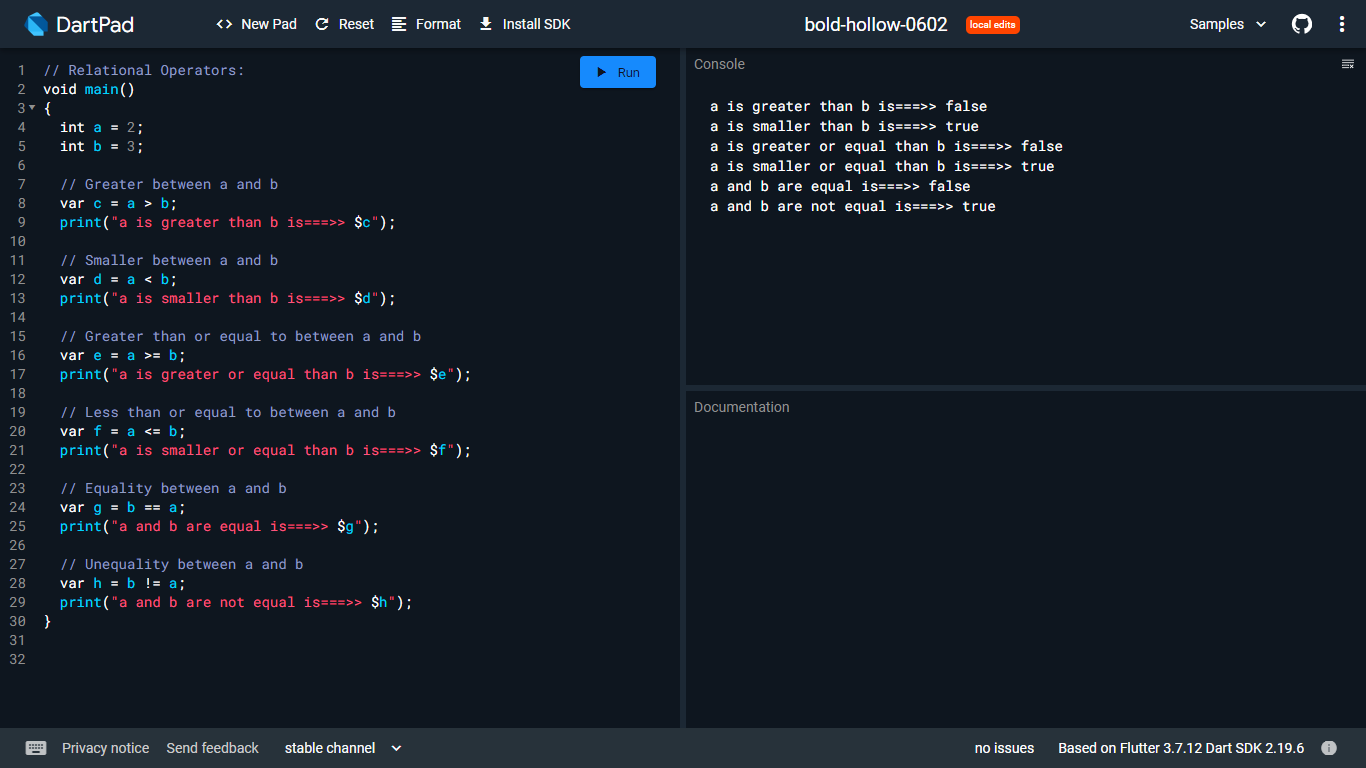 DartPad
New Pad Reset Format Install SDK
bold-hollow-0602 local edits
Samples
Run
1 // Relational Operators:
2 void main()
3 {
4   int a = 2;
5   int b = 3;
6
7   // Greater between a and b
8   var c = a > b;
9   print("a is greater than b is===>> $c");
10
11   // Smaller between a and b
12   var d = a < b;
13   print("a is smaller than b is===>> $d");
14
15   // Greater than or equal to between a and b
16   var e = a >= b;
17   print("a is greater or equal than b is===>> $e");
18
19   // Less than or equal to between a and b
20   var f = a <= b;
21   print("a is smaller or equal than b is===>> $f");
22
23   // Equality between a and b
24   var g = b == a;
25   print("a and b are equal is===>> $g");
26
27   // Unequality between a and b
28   var h = b != a;
29   print("a and b are not equal is===>> $h");
30 }
31
32
Console
a is greater than b is===>> false
a is smaller than b is===>> true
a is greater or equal than b is===>> false
a is smaller or equal than b is===>> true
a and b are equal is===>> false
a and b are not equal is===>> true
Documentation
Privacy notice Send feedback stable channel
no issues Based on Flutter 3.7.12 Dart SDK 2.19.6